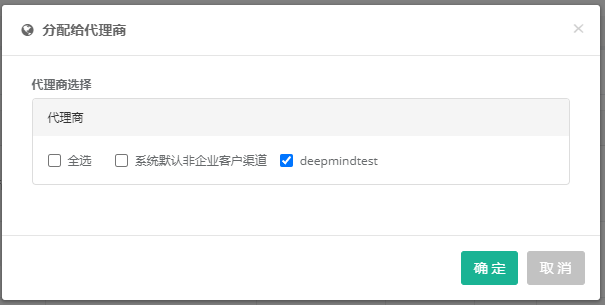 分配给代理商
×
代理商选择
代理商
全选 系统默认非企业客户渠道 deepmindtest
确 定 取 消